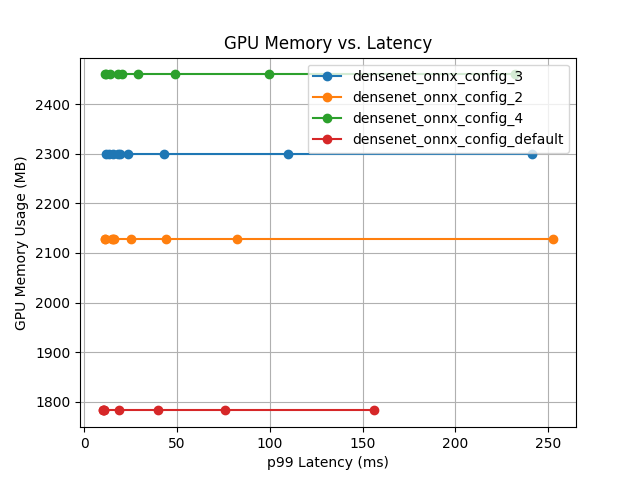 GPU Memory vs. Latency
densenet_onnx_config_3
densenet_onnx_config_2
densenet_onnx_config_4
densenet_onnx_config_default
GPU Memory Usage (MB)
2400
2300
2200
2100
2000
1900
1800
0 50 100 150 200 250
p99 Latency (ms)